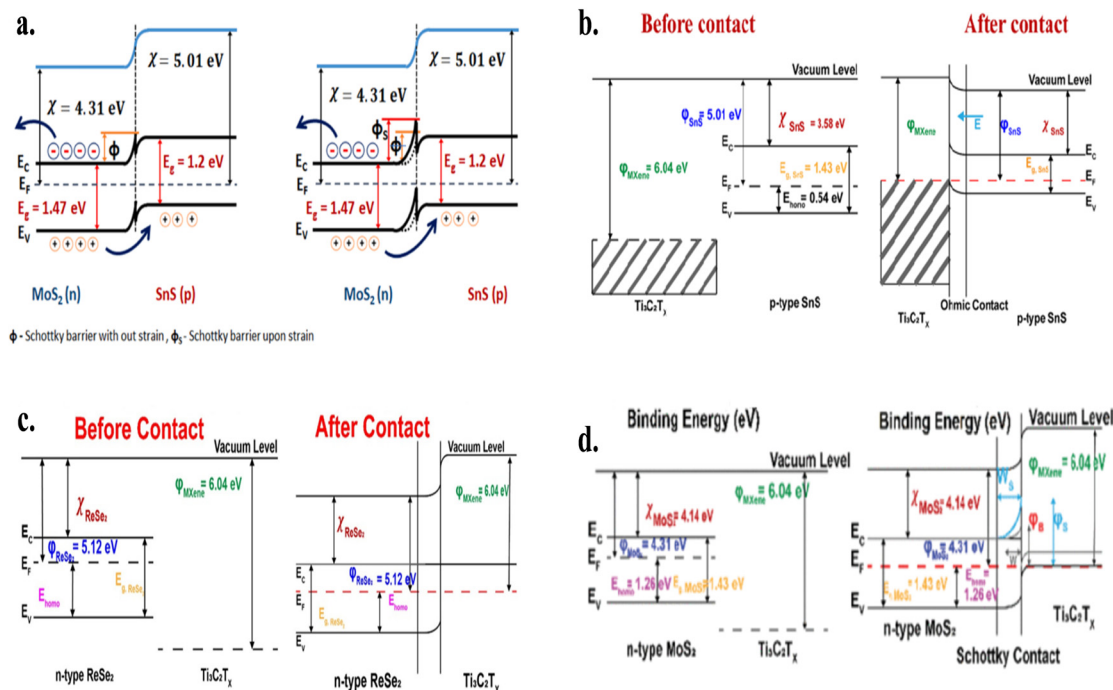 a.
χ = 5.01 eV
χ = 4.31 eV
ϕ
E_C
E_F
E_g = 1.2 eV
E_g = 1.47 eV
E_V
MoS₂ (n)
SnS (p)
χ = 5.01 eV
χ = 4.31 eV
ϕ_S
ϕ
E_C
E_F
E_g = 1.2 eV
E_g = 1.47 eV
E_V
MoS₂ (n)
SnS (p)
ϕ - Schottky barrier with out strain , ϕ_S - Schottky barrier upon strain
b.
Before contact
Vacuum Level
φ_SnS = 5.01 eV
χ_SnS = 3.58 eV
E_C
φ_MXene = 6.04 eV
E_g, SnS = 1.43 eV
E_F
E_homo = 0.54 eV
E_V
Ti₃C₂T_x
p-type SnS
After contact
Vacuum Level
E
φ_MXene
φ_SnS
χ_SnS
E_C
E_g, SnS
E_F
E_V
Ohmic Contact
Ti₃C₂T_X
p-type SnS
c.
Before Contact
Vacuum Level
φ_MXene = 6.04 eV
χ_ReSe₂
E_C
φ_ReSe₂ = 5.12 eV
E_F
E_homo
E_g, ReSe₂
E_V
n-type ReSe₂
Ti₃C₂T_X
After Contact
Vacuum Level
φ_MXene = 6.04 eV
χ_ReSe₂
E_C
φ_ReSe₂ = 5.12 eV
E_F
E_g, ReSe₂
E_homo
E_V
n-type ReSe₂
Ti₃C₂T_X
d.
Binding Energy (eV)
Vacuum Level
φ_MXene = 6.04 eV
χ_MoS₂ = 4.14 eV
E_C
φ_MoS₂ = 4.31 eV
E_F
E_homo = 1.26 eV
E_g, MoS₂ = 1.43 eV
E_V
n-type MoS₂
Ti₃C₂T_X
Binding Energy (eV)
Vacuum Level
φ_MXene = 6.04 eV
W_S
χ_MoS₂ = 4.14 eV
φ_B
φ_S
E_C
φ_MoS₂ = 4.31 eV
W
E_F
E_g, MoS₂ = 1.43 eV
E_homo = 1.26 eV
E_V
n-type MoS₂
Ti₃C₂T_X
Schottky Contact